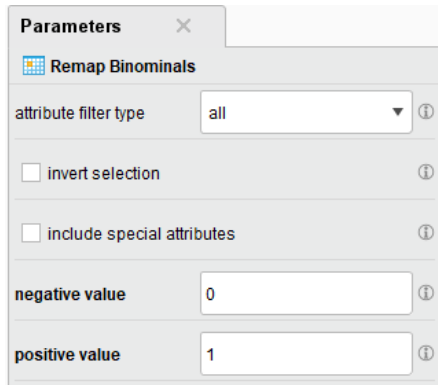 Parameters
Remap Binominals
attribute filter type all
invert selection
include special attributes
negative value 0
positive value 1